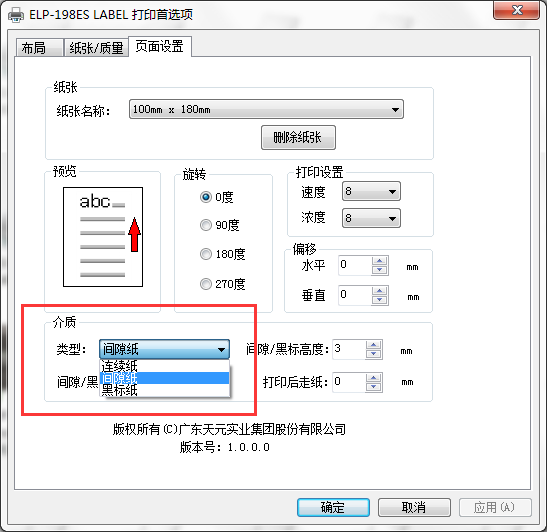 ELP-198ES LABEL 打印首选项
布局 纸张/质量 页面设置
纸张
纸张名称： 100mm x 180mm
删除纸张
预览 旋转 打印设置
abc
0度
90度
180度
270度
速度 8
浓度 8
偏移
水平 0 mm
垂直 0 mm
介质
类型： 间隙纸 间隙/黑标高度： 3 mm
连续纸
间隙纸
黑标纸
间隙/黑 打印后走纸： 0 mm
版权所有(C)广东天元实业集团股份有限公司
版本号：1.0.0.0
确定 取消 应用(A)